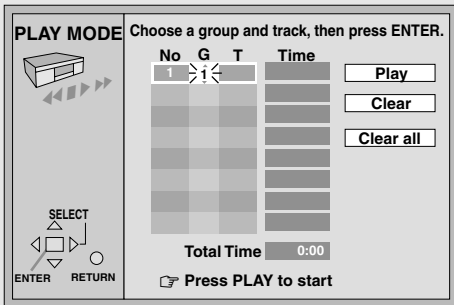 PLAY MODE
Choose a group and track, then press ENTER.
No G T Time
1 1
Play
Clear
Clear all
SELECT
ENTER RETURN
Total Time 0:00
☞ Press PLAY to start